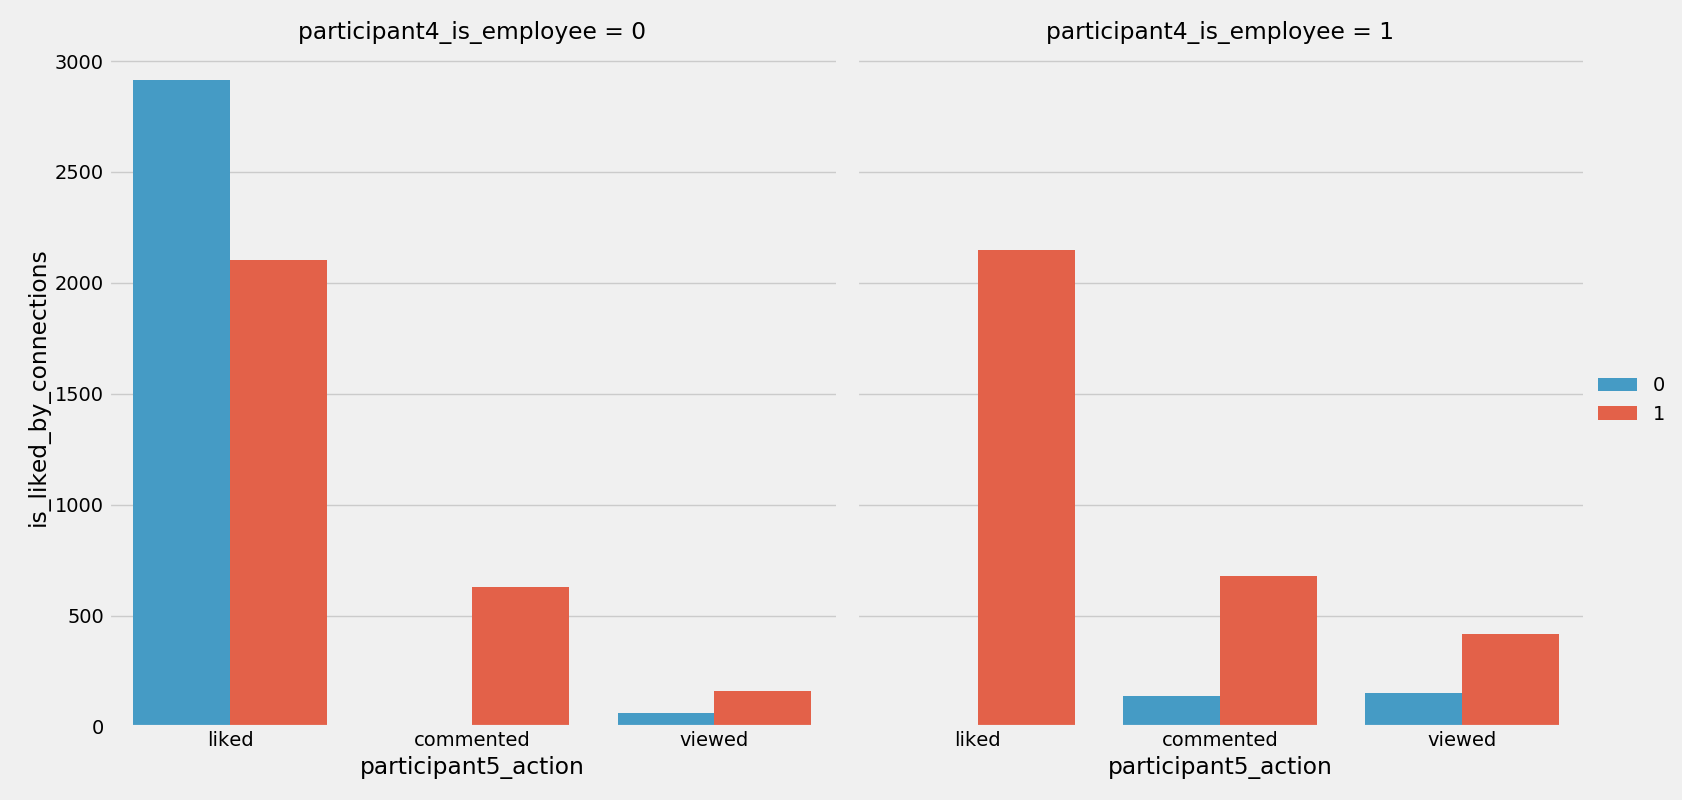 participant4_is_employee = 0
participant4_is_employee = 1
is_liked_by_connections
3000
2500
2000
1500
1000
500
0
liked
commented
viewed
participant5_action
liked
commented
viewed
participant5_action
0
1